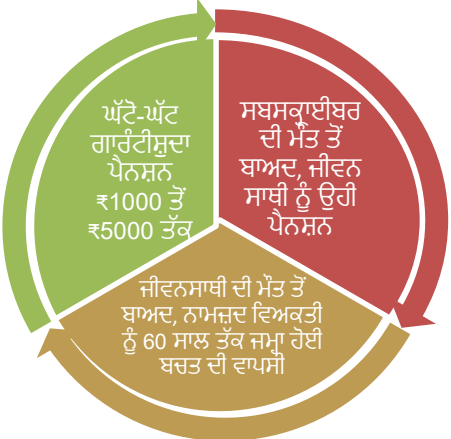 ਘੱਟੋ-ਘੱਟ
ਗਾਰੰਟੀਸ਼ੁਦਾ
ਪੈਨਸ਼ਨ
₹1000 ਤੋਂ
₹5000 ਤੱਕ
ਸਬਸਕ੍ਰਾਈਬਰ
ਦੀ ਮੌਤ ਤੋਂ
ਬਾਅਦ, ਜੀਵਨ
ਸਾਥੀ ਨੂੰ ਉਹੀ
ਪੈਨਸ਼ਨ
ਜੀਵਨਸਾਥੀ ਦੀ ਮੌਤ ਤੋਂ
ਬਾਅਦ, ਨਾਮਜ਼ਦ ਵਿਅਕਤੀ
ਨੂੰ 60 ਸਾਲ ਤੱਕ ਜਮ੍ਹਾ ਹੋਈ
ਬਚਤ ਦੀ ਵਾਪਸੀ